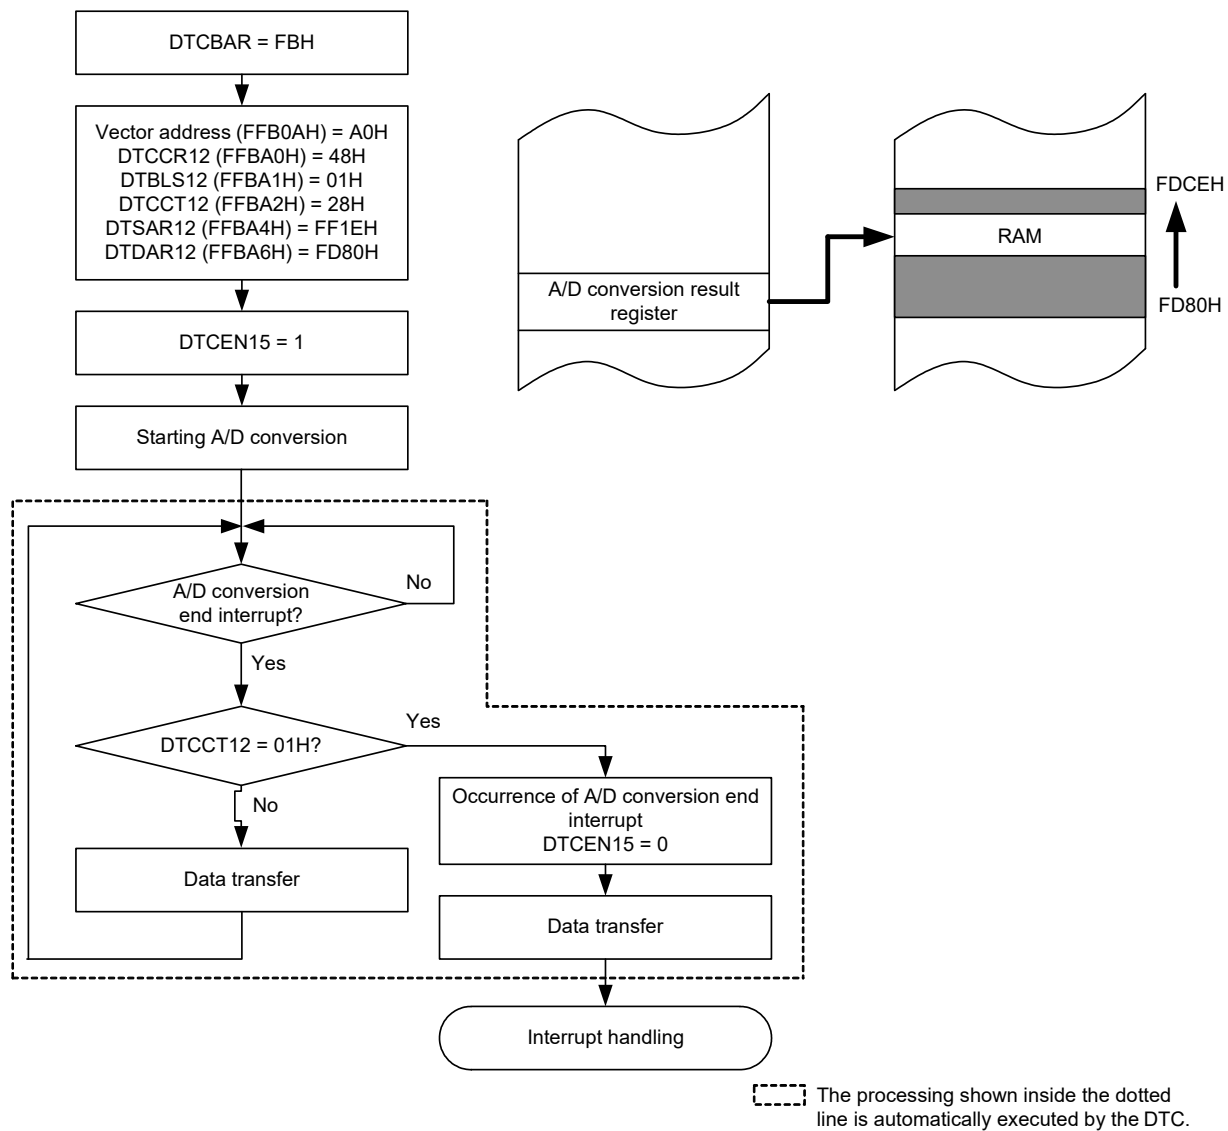 DTCBAR = FBH
Vector address (FFB0AH) = A0H
DTCCR12 (FFBA0H) = 48H
DTBLS12 (FFBA1H) = 01H
DTCCT12 (FFBA2H) = 28H
DTSAR12 (FFBA4H) = FF1EH
DTDAR12 (FFBA6H) = FD80H
DTCEN15 = 1
Starting A/D conversion
A/D conversion
end interrupt?
No
Yes
DTCCT12 = 01H?
Yes
No
Data transfer
Occurrence of A/D conversion end
interrupt
DTCEN15 = 0
Data transfer
Interrupt handling
A/D conversion result
register
RAM
FDCEH
FD80H
The processing shown inside the dotted
line is automatically executed by the DTC.